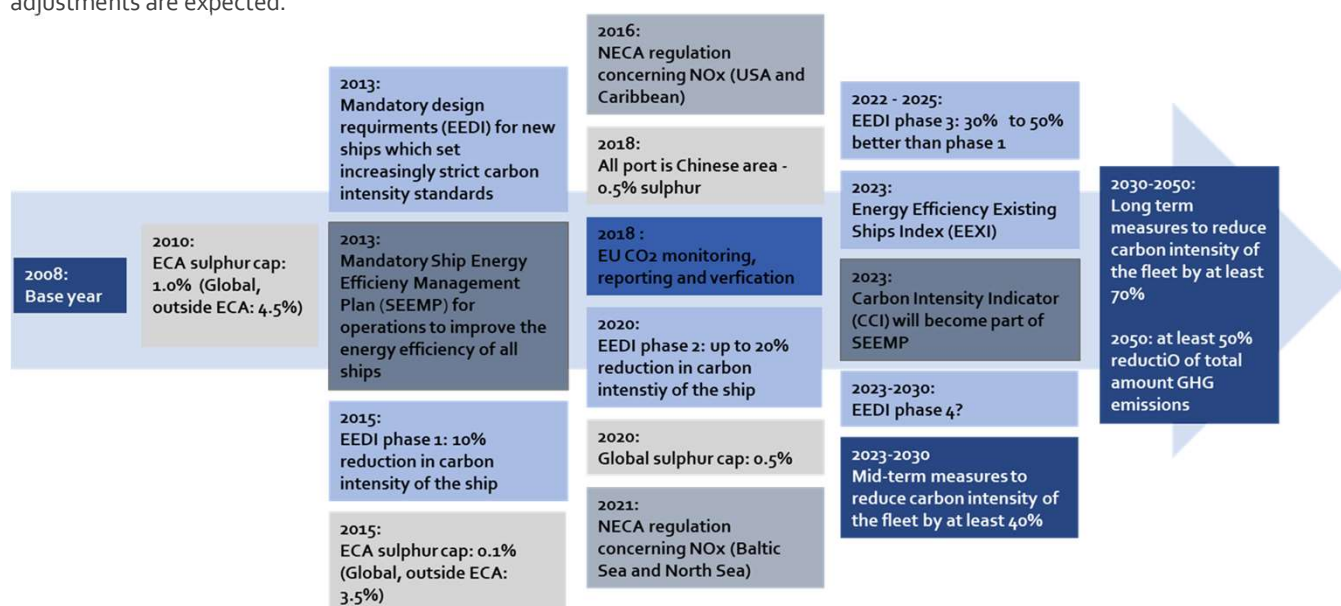 adjustments are expected.
2008:
Base year
2010:
ECA sulphur cap:
1.0% (Global,
outside ECA: 4.5%)
2013:
Mandatory design
requirments (EEDI) for new
ships which set
increasingly strict carbon
intensity standards
2013:
Mandatory Ship Energy
Efficieny Management
Plan (SEEMP) for
operations to improve the
energy efficiency of all
ships
2015:
EEDI phase 1: 10%
reduction in carbon
intensity of the ship
2015:
ECA sulphur cap: 0.1%
(Global, outside ECA:
3.5%)
2016:
NECA regulation
concerning NOx (USA and
Caribbean)
2018:
All port is Chinese area -
0.5% sulphur
2018 :
EU CO2 monitoring,
reporting and verfication
2020:
EEDI phase 2: up to 20%
reduction in carbon
intenstiy of the ship
2020:
Global sulphur cap: 0.5%
2021:
NECA regulation
concerning NOx (Baltic
Sea and North Sea)
2022 - 2025:
EEDI phase 3: 30% to 50%
better than phase 1
2023:
Energy Efficiency Existing
Ships Index (EEXI)
2023:
Carbon Intensity Indicator
(CCI) will become part of
SEEMP
2023-2030:
EEDI phase 4?
2023-2030
Mid-term measures to
reduce carbon intensity of
the fleet by at least 40%
2030-2050:
Long term
measures to reduce
carbon intensity of
the fleet by at least
70%
2050: at least 50%
reductiO of total
amount GHG
emissions